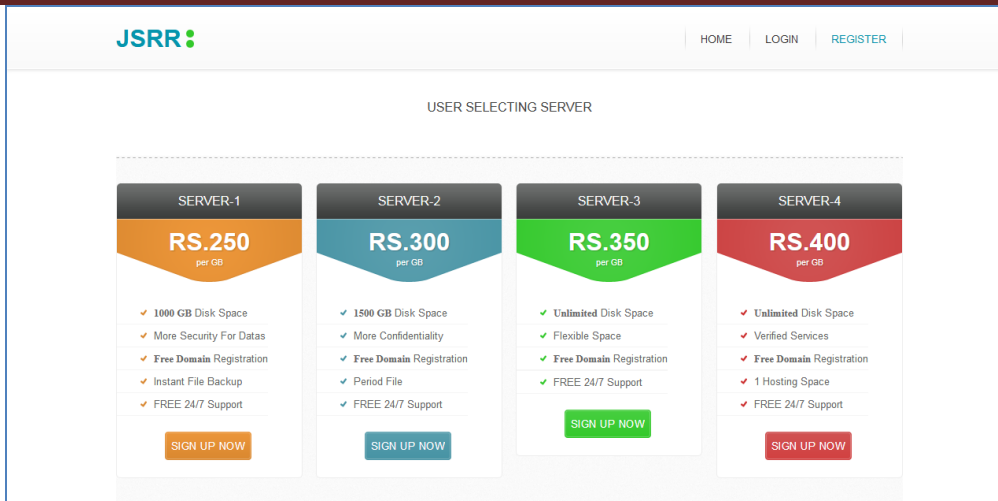 JSRR:
HOME LOGIN REGISTER
USER SELECTING SERVER
SERVER-1
RS.250
per GB
1000 GB Disk Space
More Security For Datas
Free Domain Registration
Instant File Backup
FREE 24/7 Support
SIGN UP NOW
SERVER-2
RS.300
per GB
1500 GB Disk Space
More Confidentiality
Free Domain Registration
Period File
FREE 24/7 Support
SIGN UP NOW
SERVER-3
RS.350
per GB
Unlimited Disk Space
Flexible Space
Free Domain Registration
FREE 24/7 Support
SIGN UP NOW
SERVER-4
RS.400
per GB
Unlimited Disk Space
Verified Services
Free Domain Registration
1 Hosting Space
FREE 24/7 Support
SIGN UP NOW